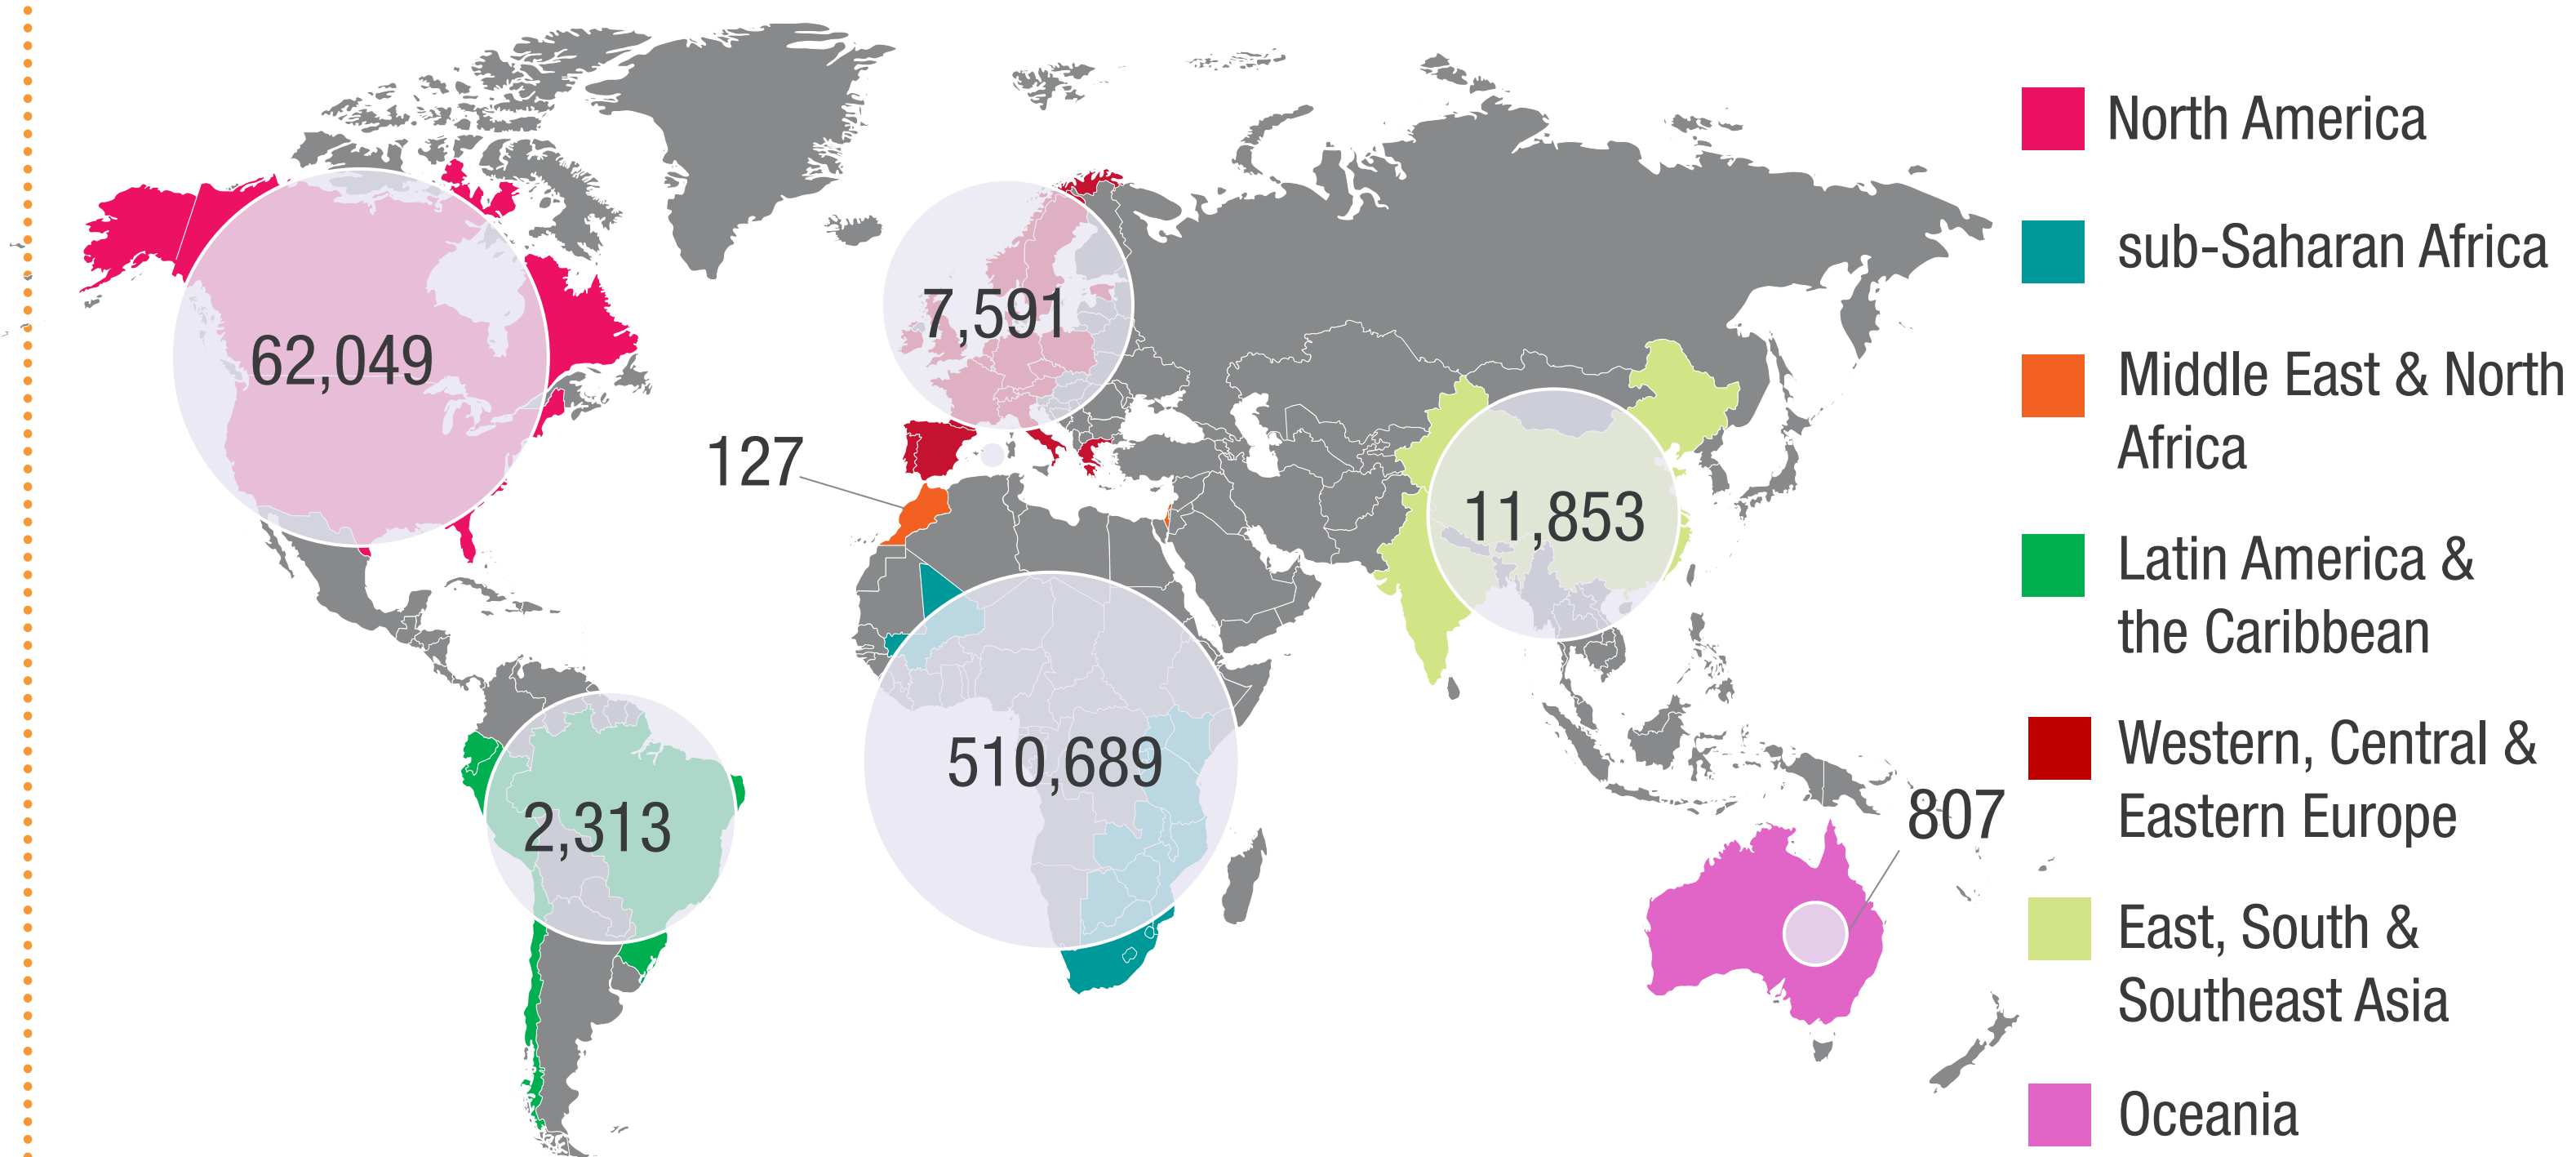 62,049
7,591
127
11,853
510,689
2,313
807
North America
sub-Saharan Africa
Middle East & North
Africa
Latin America &
the Caribbean
Western, Central &
Eastern Europe
East, South &
Southeast Asia
Oceania